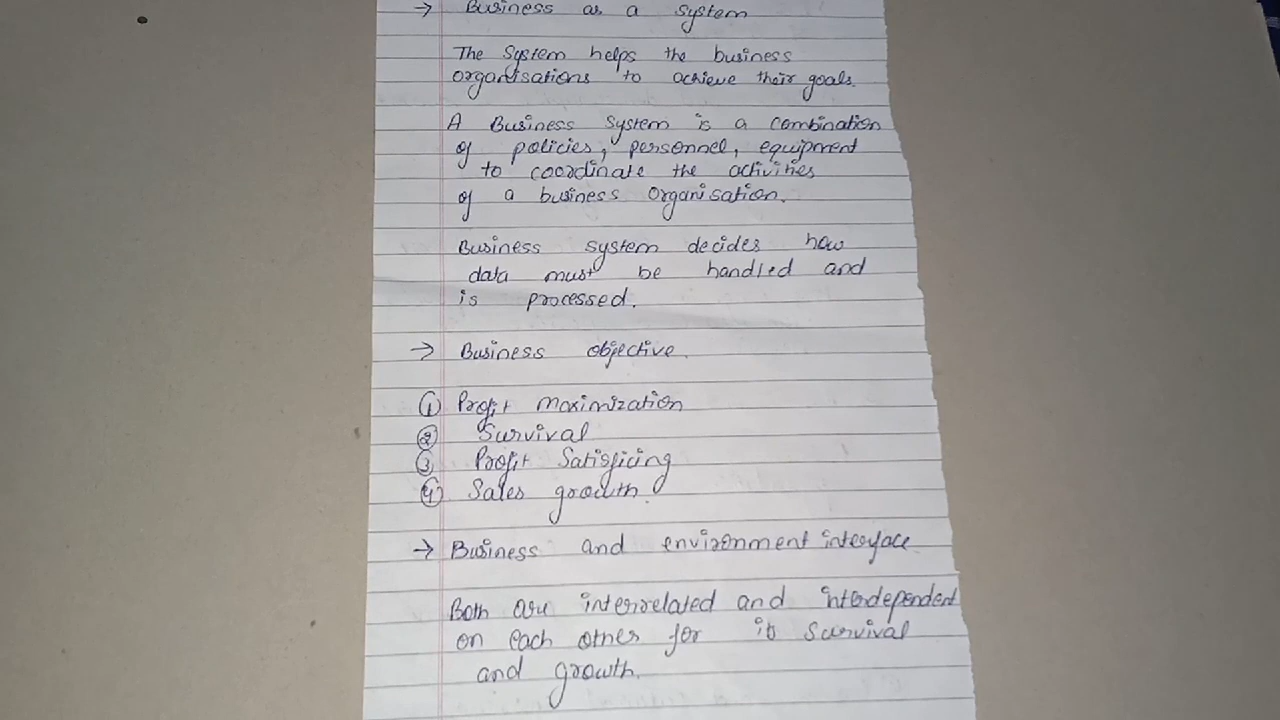 → Business as a System
The System helps the business
organisations to achieve their goals.
A Business System is a combination
of policies, personnel, equipment
to coordinate the activities
of a business Organisation.
Business system decides how
data must be handled and
is processed.
→ Business objective.
① Profit maximization
② Survival
③ Profit Satisficing
④ Sales growth.
→ Business and environment interface
Both are interrelated and interdependent
on each other for its survival
and growth.